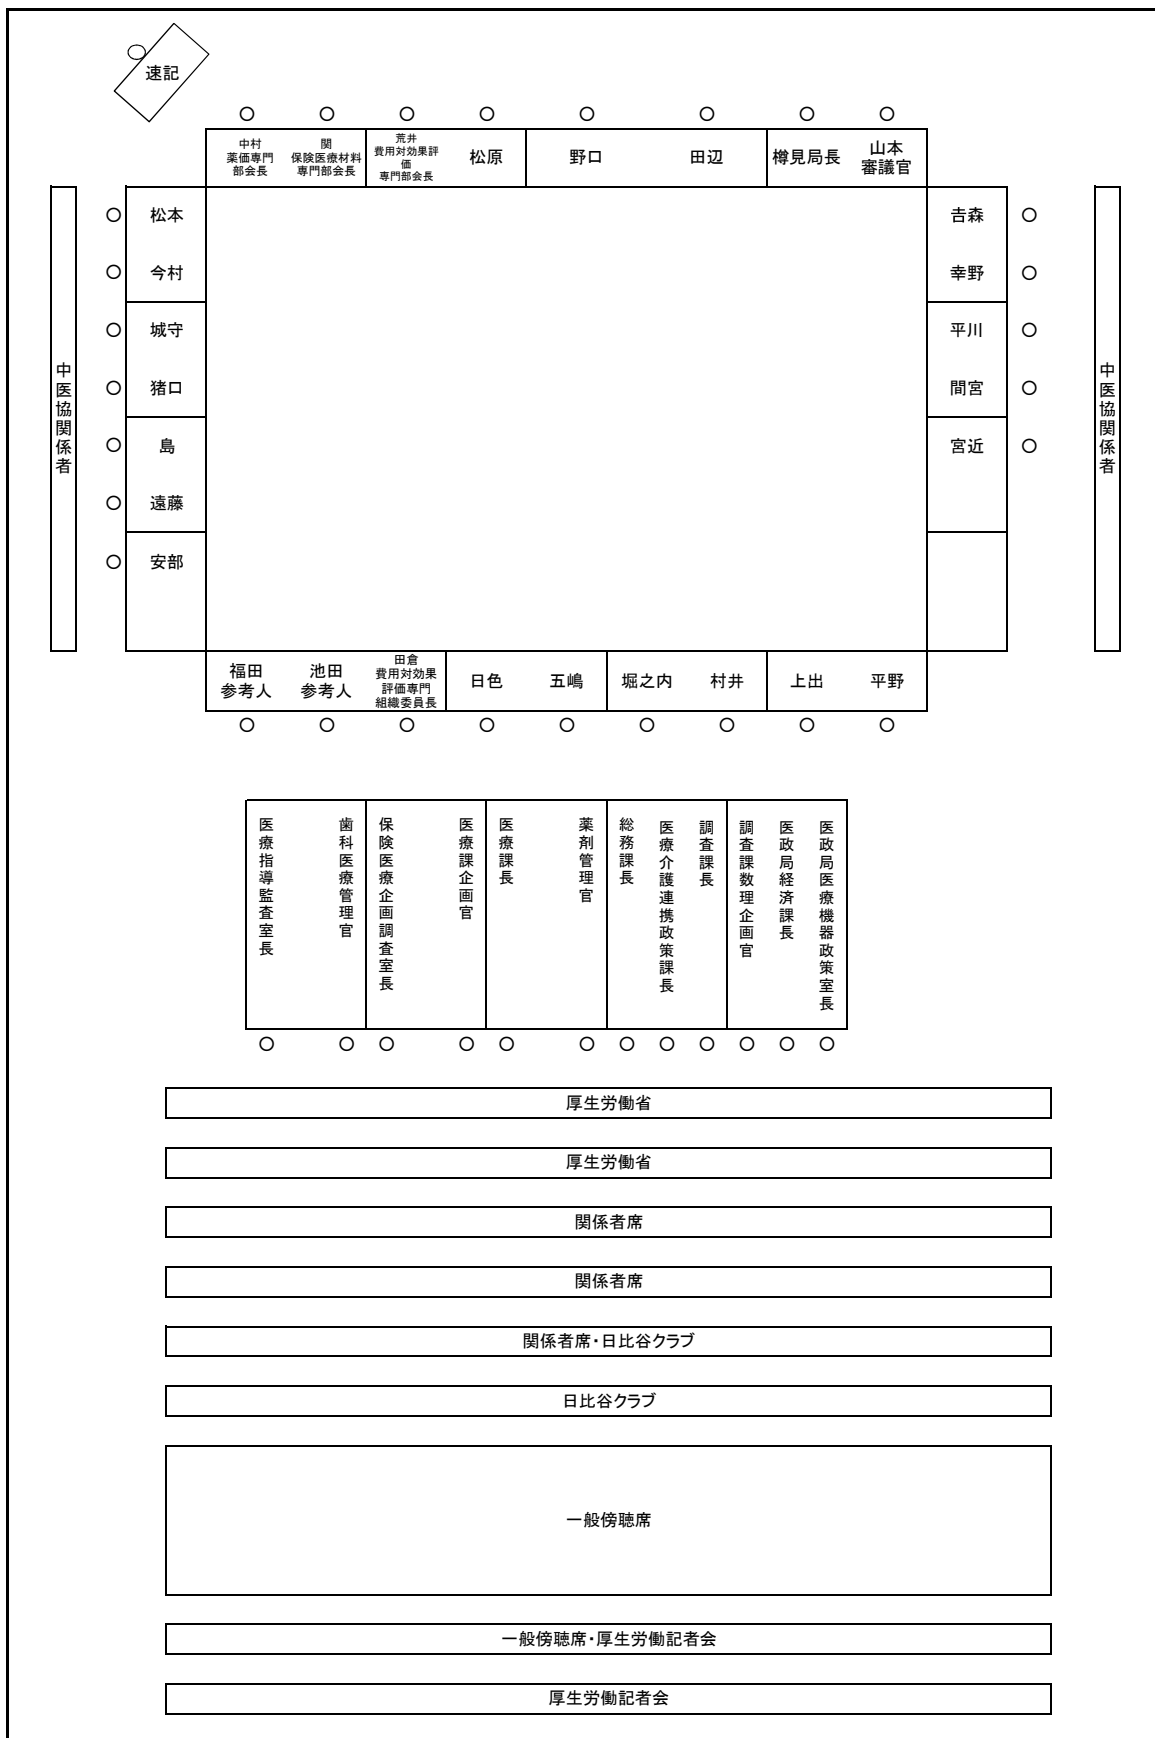 速記
中村
薬価専門
部会長
関
保険医療材料
専門部会長
荒井
費用対効果評
価
専門部会長
松原
野口
田辺
樽見局長
山本
審議官
中医協関係者
松本
今村
城守
猪口
島
遠藤
安部
𠮷森
幸野
平川
間宮
宮近
中医協関係者
福田
参考人
池田
参考人
田倉
費用対効果
評価専門
組織委員長
日色
五嶋
堀之内
村井
上出
平野
医療指導監査室長
歯科医療管理官
保険医療企画調査室長
医療課企画官
医療課長
薬剤管理官
総務課長
医療介護連携政策課長
調査課長
調査課数理企画官
医政局経済課長
医政局医療機器政策室長
厚生労働省
厚生労働省
関係者席
関係者席
関係者席・日比谷クラブ
日比谷クラブ
一般傍聴席
一般傍聴席・厚生労働記者会
厚生労働記者会